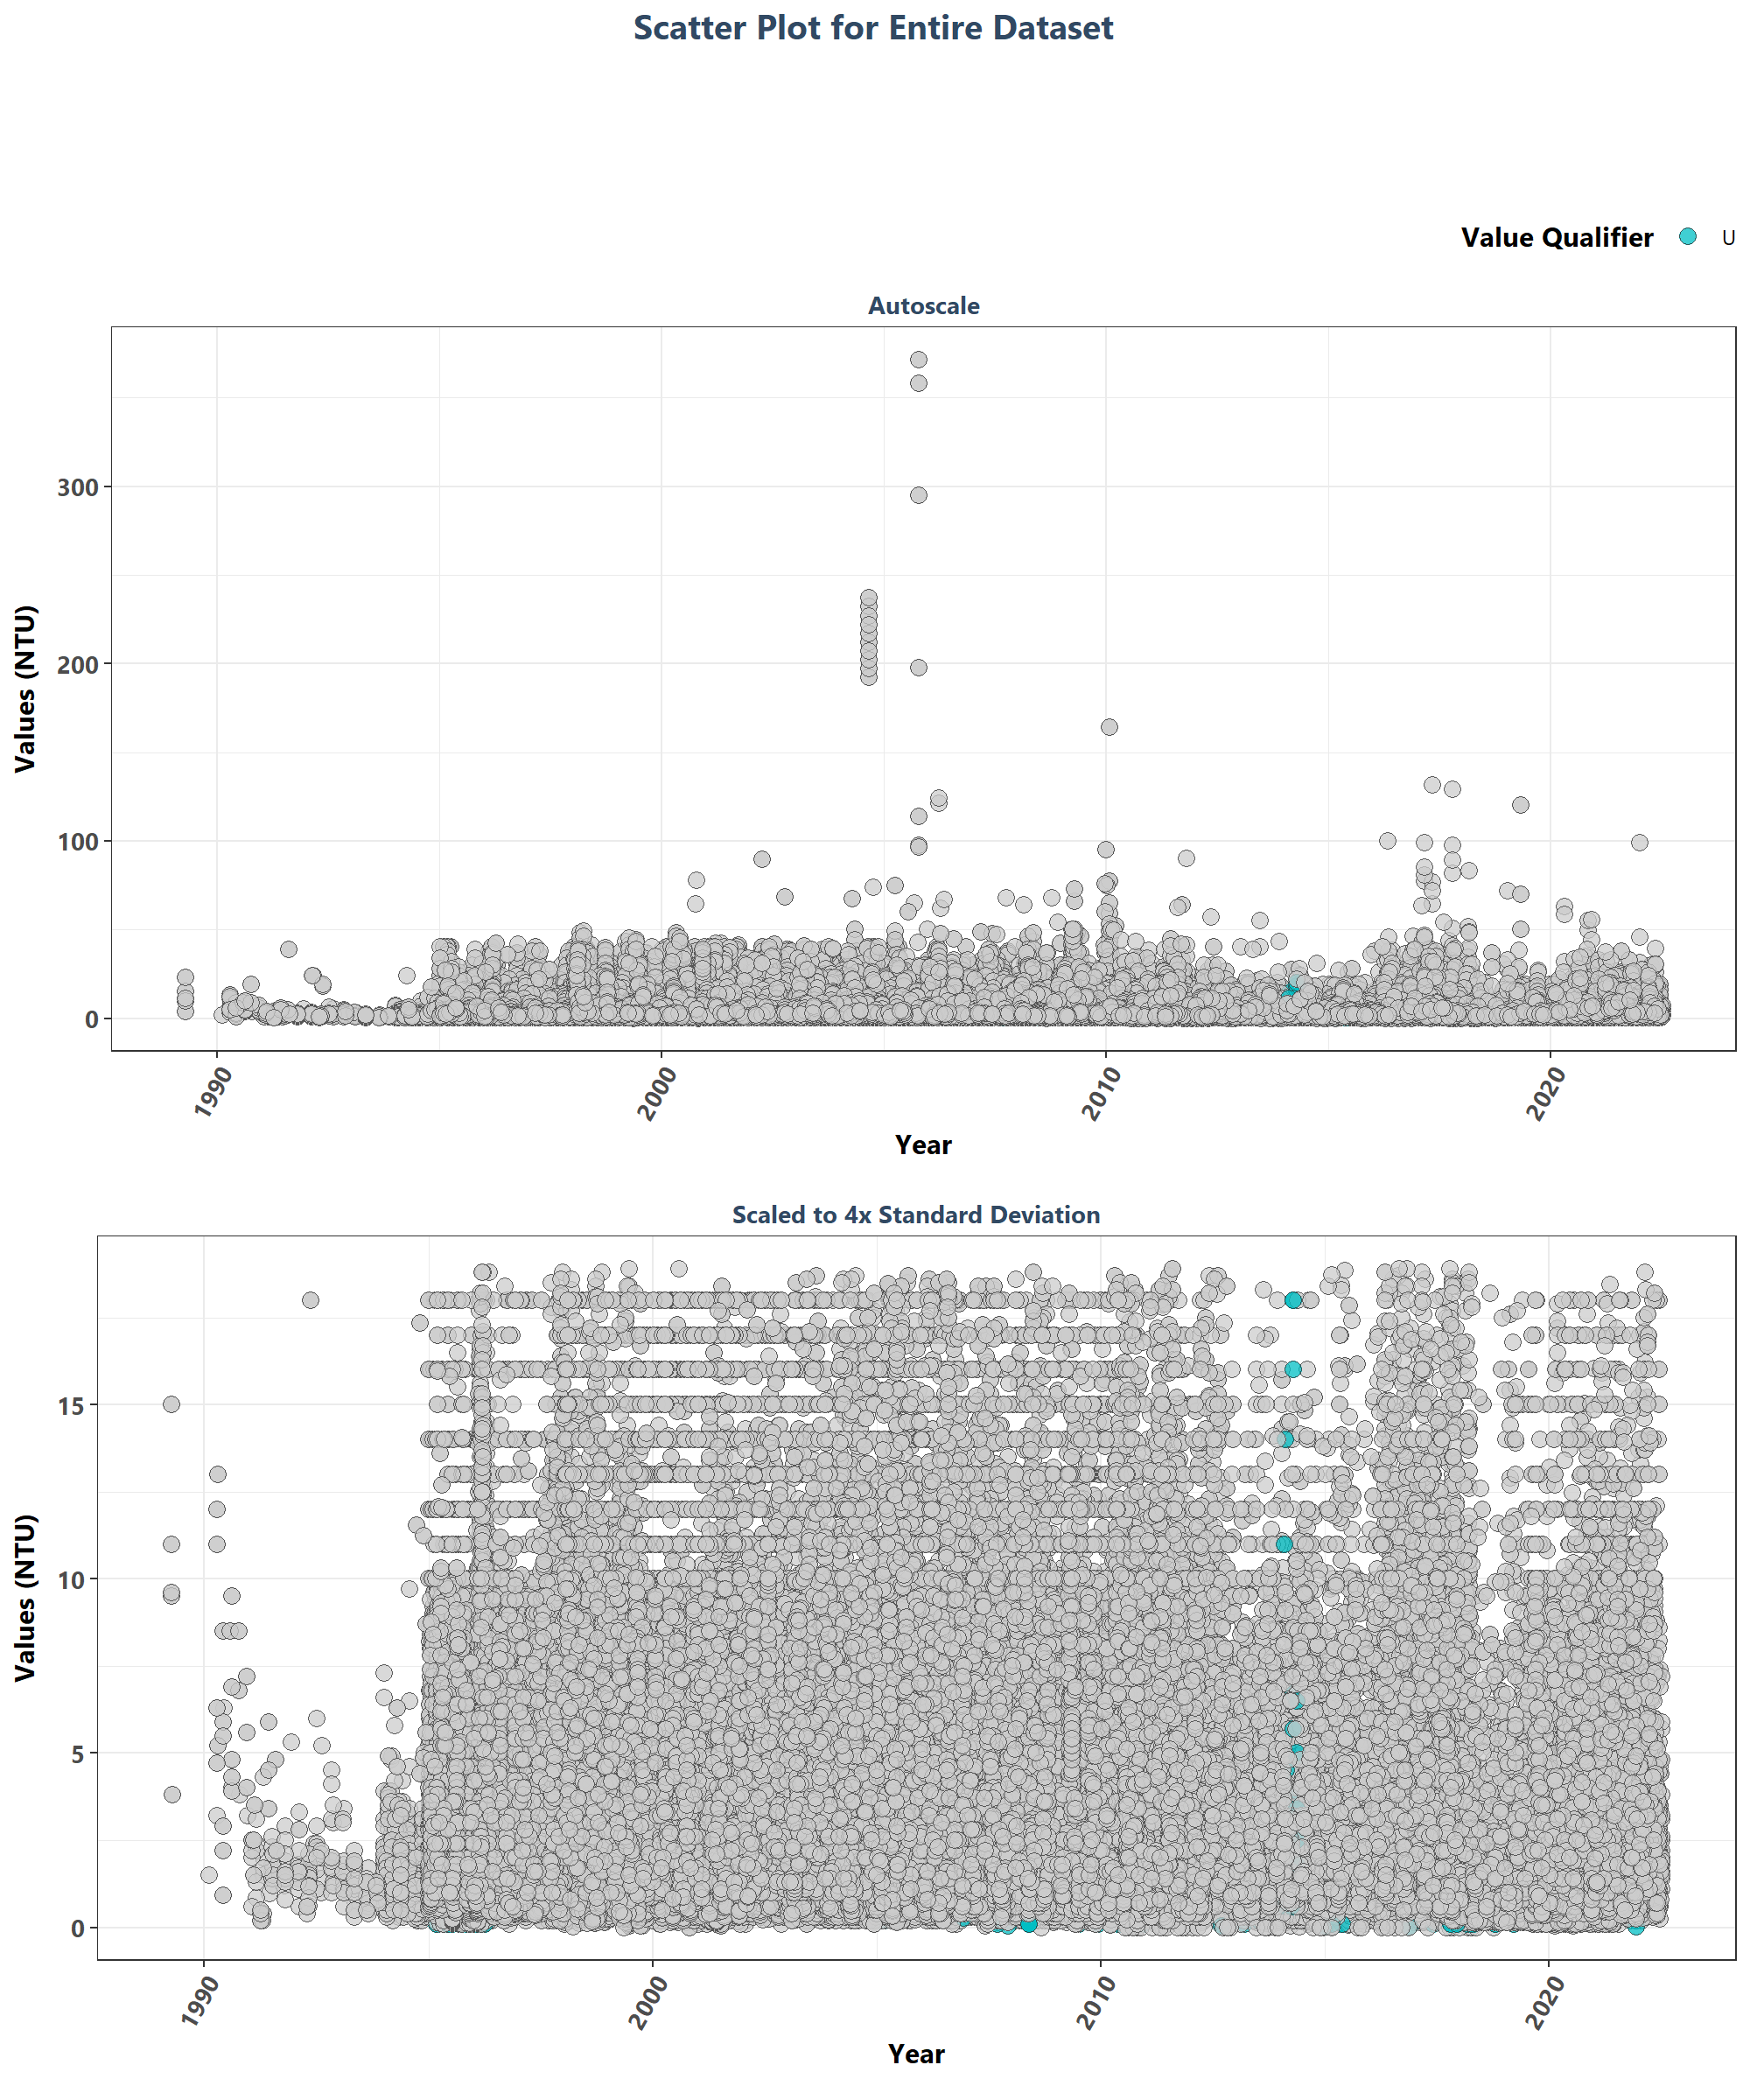 Scatter Plot for Entire Dataset
Value Qualifier U
Autoscale
Values (NTU)
300
200
100
0
1990 2000 2010 2020
Year
Scaled to 4x Standard Deviation
Values (NTU)
15
10
5
0
1990 2000 2010 2020
Year